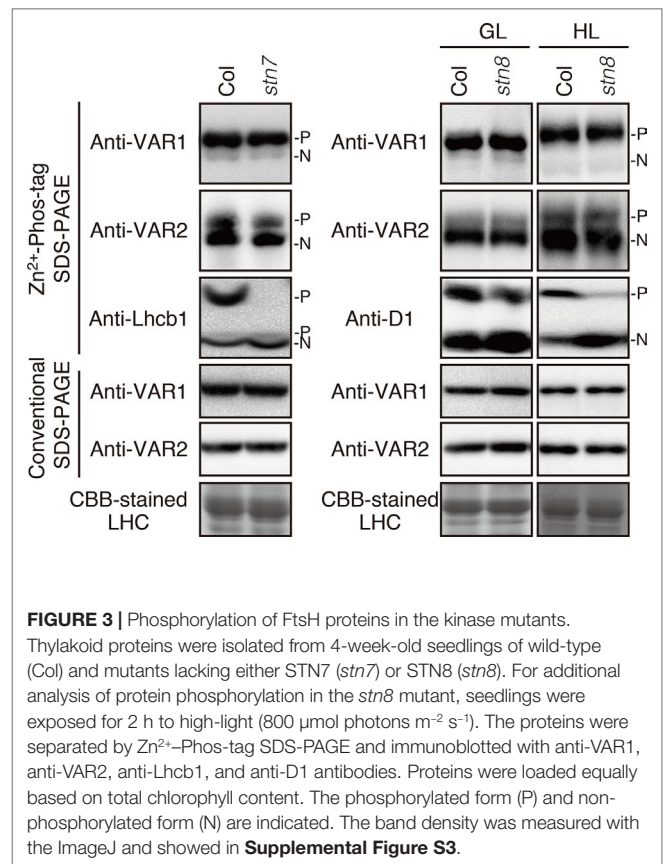 GL HL
Col stn7 Col stn8 Col stn8
Zn2+-Phos-tag
SDS-PAGE
Anti-VAR1 -P Anti-VAR1 -P
-N -N
Anti-VAR2 -P Anti-VAR2 -P
-N -N
Anti-Lhcb1 -P Anti-D1 -P
-P
-N -N
Conventional
SDS-PAGE
Anti-VAR1 Anti-VAR1
Anti-VAR2 Anti-VAR2
CBB-stained CBB-stained
LHC LHC
FIGURE 3 | Phosphorylation of FtsH proteins in the kinase mutants.
Thylakoid proteins were isolated from 4-week-old seedlings of wild-type
(Col) and mutants lacking either STN7 (stn7) or STN8 (stn8). For additional
analysis of protein phosphorylation in the stn8 mutant, seedlings were
exposed for 2 h to high-light (800 μmol photons m−2 s−1). The proteins were
separated by Zn2+–Phos-tag SDS-PAGE and immunoblotted with anti-VAR1,
anti-VAR2, anti-Lhcb1, and anti-D1 antibodies. Proteins were loaded equally
based on total chlorophyll content. The phosphorylated form (P) and non-
phosphorylated form (N) are indicated. The band density was measured with
the ImageJ and showed in Supplemental Figure S3.